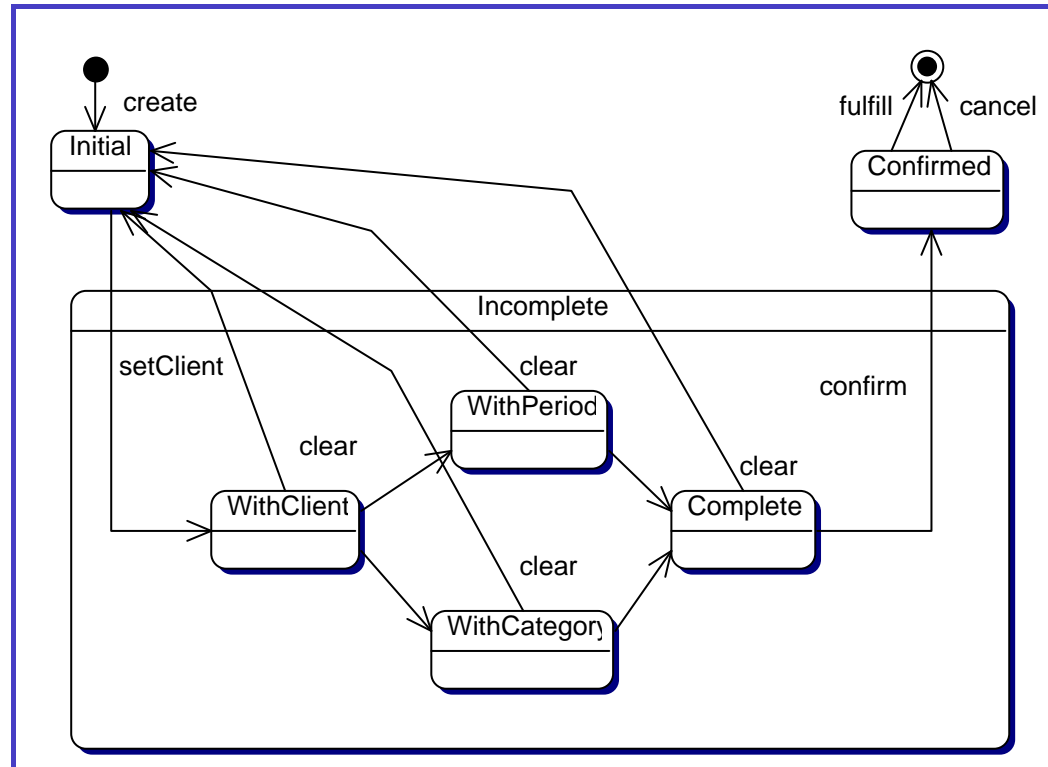 create
fulfill
cancel
Initial
Confirmed
Incomplete
setClient
clear
confirm
WithPeriod
clear
clear
WithClient
Complete
clear
WithCategory